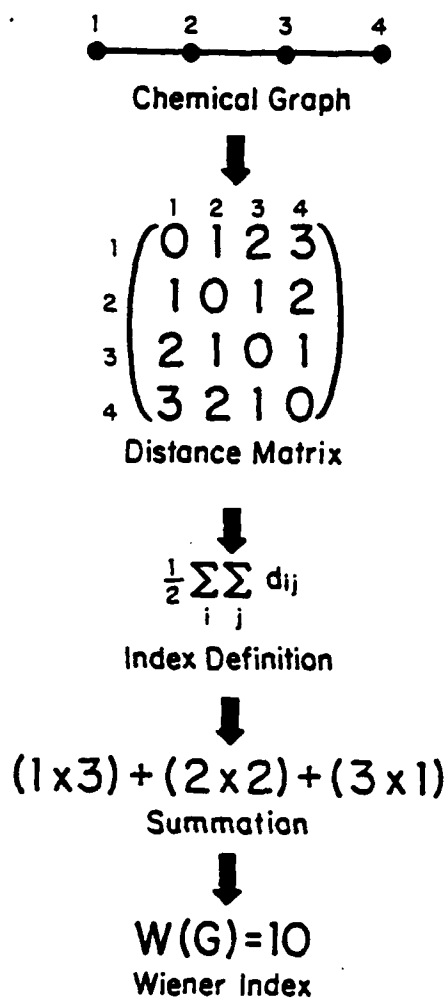 1 2 3 4
Chemical Graph
1 2 3 4
1 (0 1 2 3)
2 1 0 1 2
3 2 1 0 1
4 (3 2 1 0)
Distance Matrix
½ Σ Σ dij
i j
Index Definition
(1x3)+(2x2)+(3x1)
Summation
W(G)=10
Wiener Index